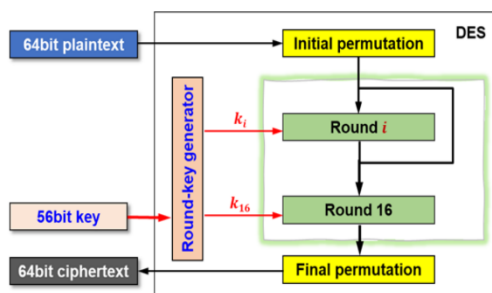 64bit plaintext
Initial permutation
DES
Round-key generator
k_i
Round i
56bit key
k_16
Round 16
64bit ciphertext
Final permutation